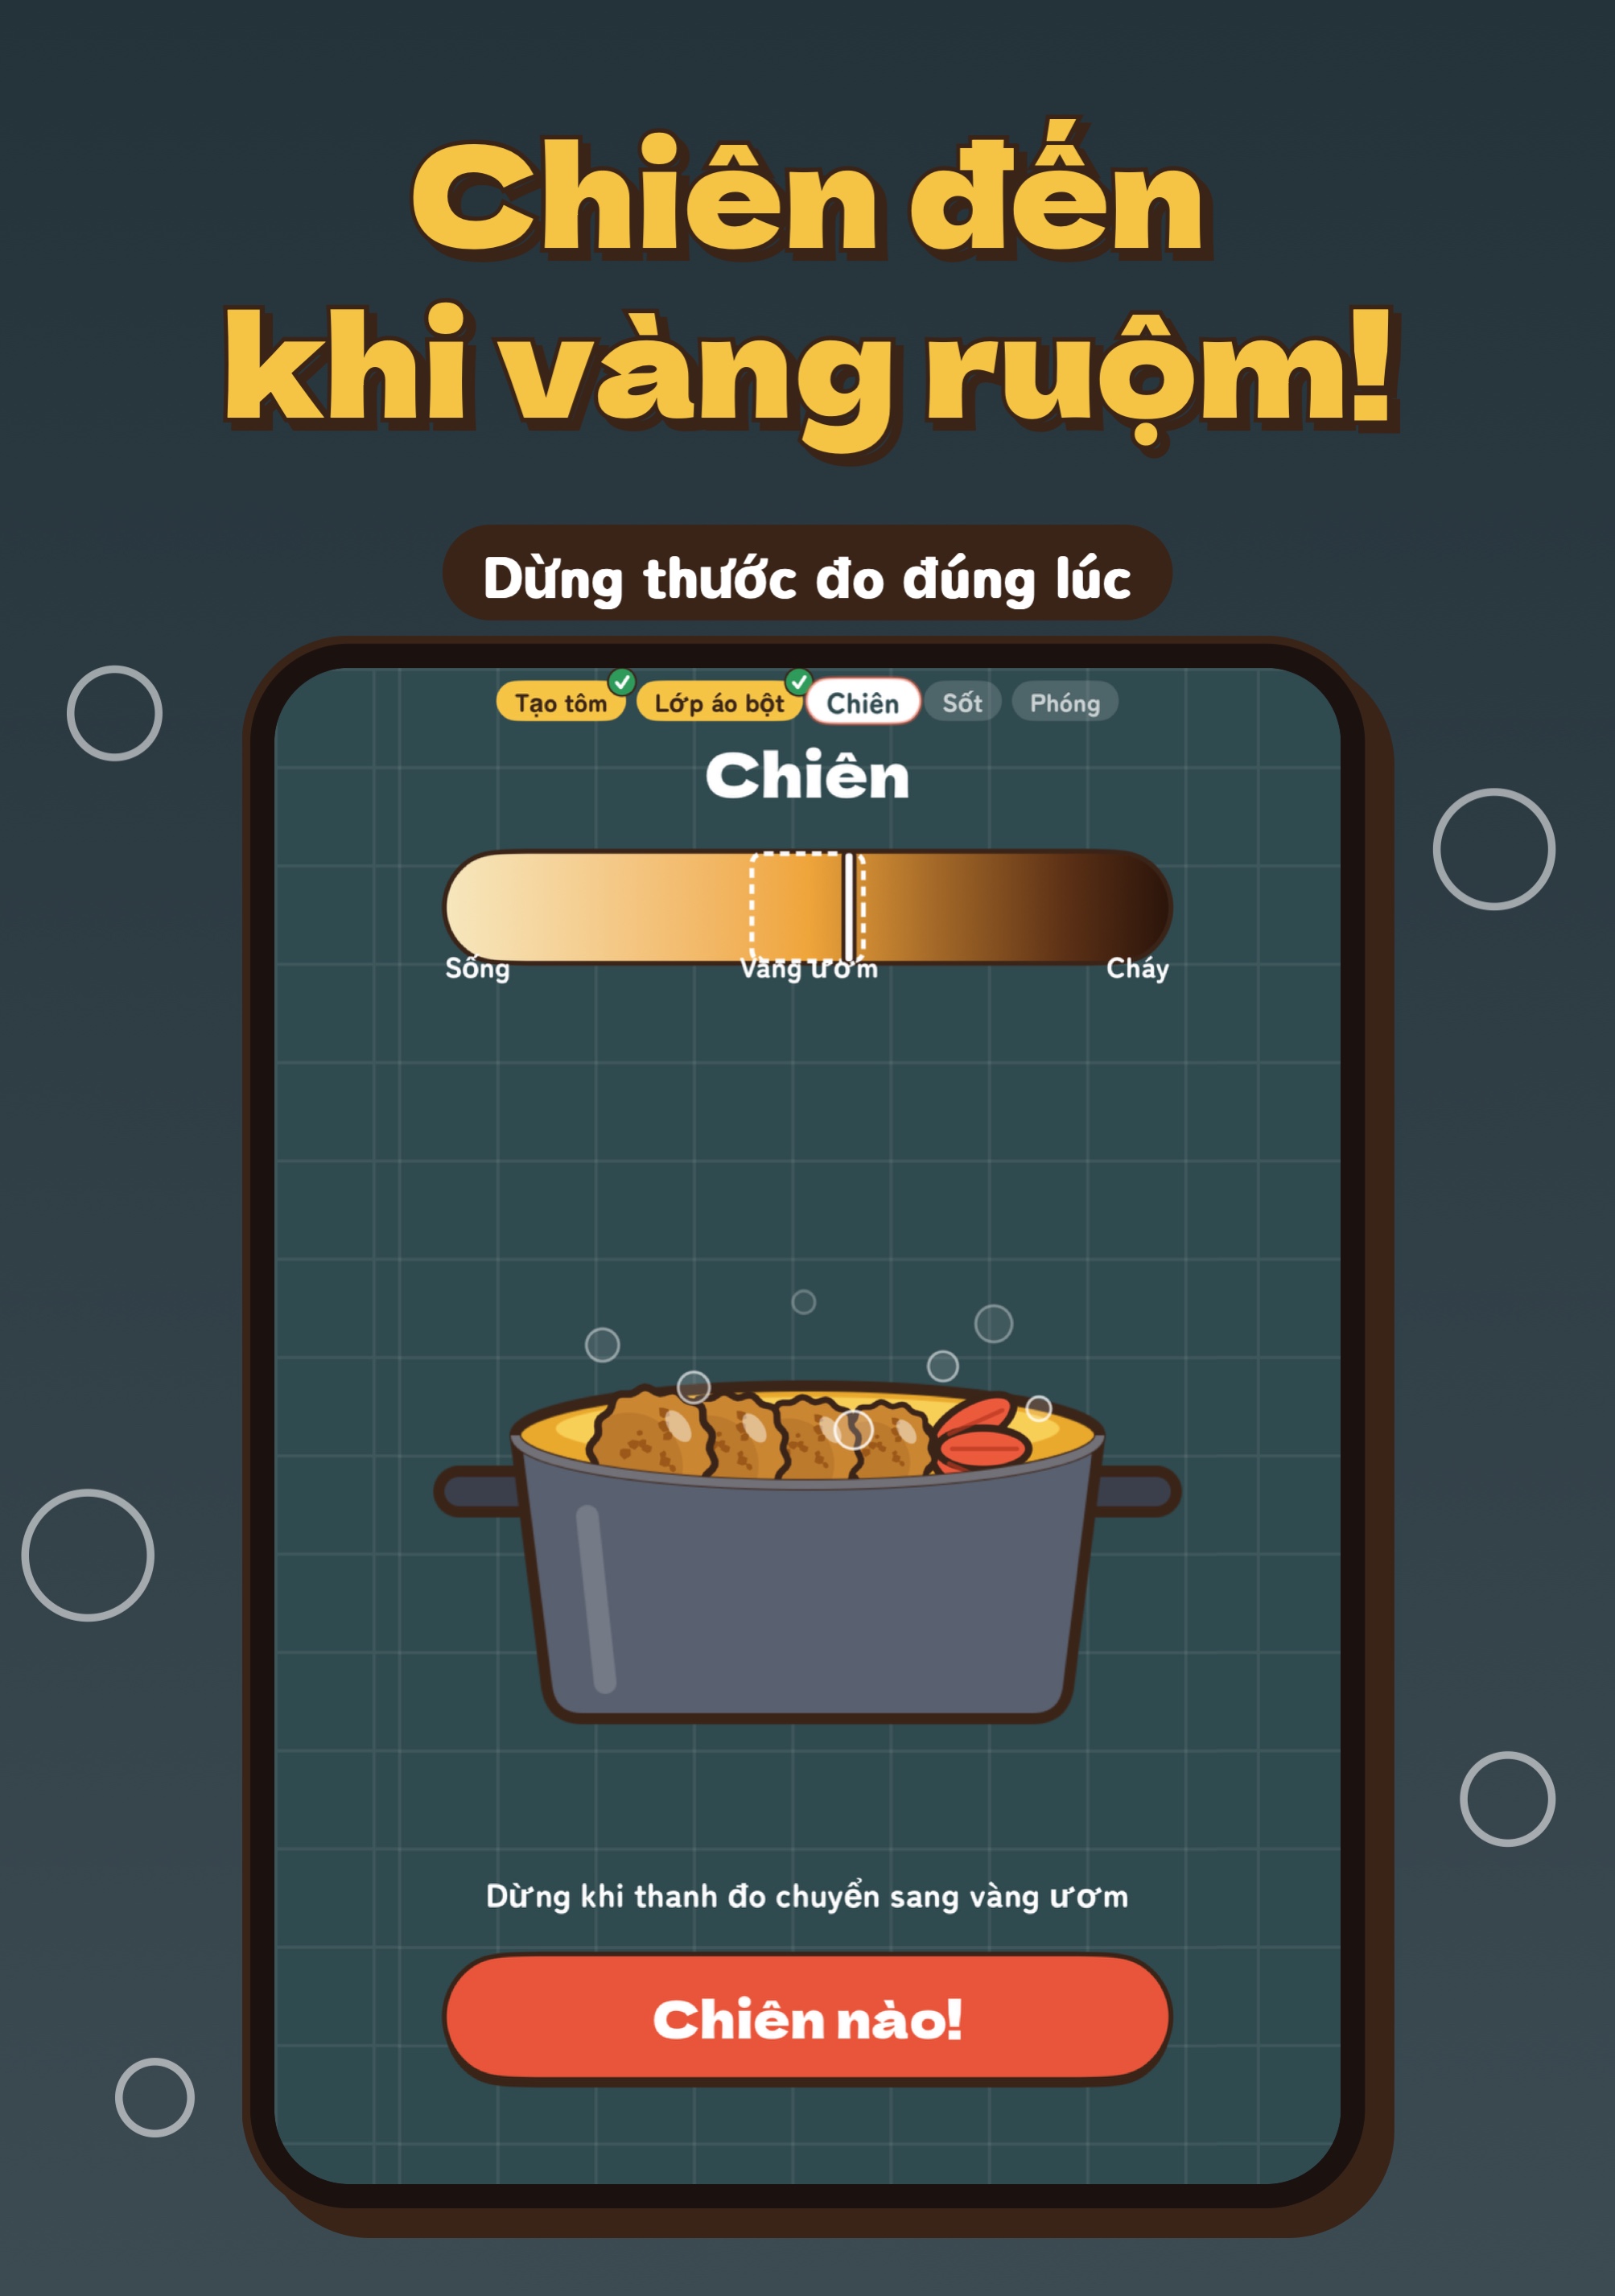 Chiên đến
khi vàng ruộm!
Dừng thước đo đúng lúc
Tạo tôm Lớp áo bột Chiên Sốt Phóng
Chiên
Sống Vàng ươm Cháy
Dừng khi thanh đo chuyển sang vàng ươm
Chiên nào!